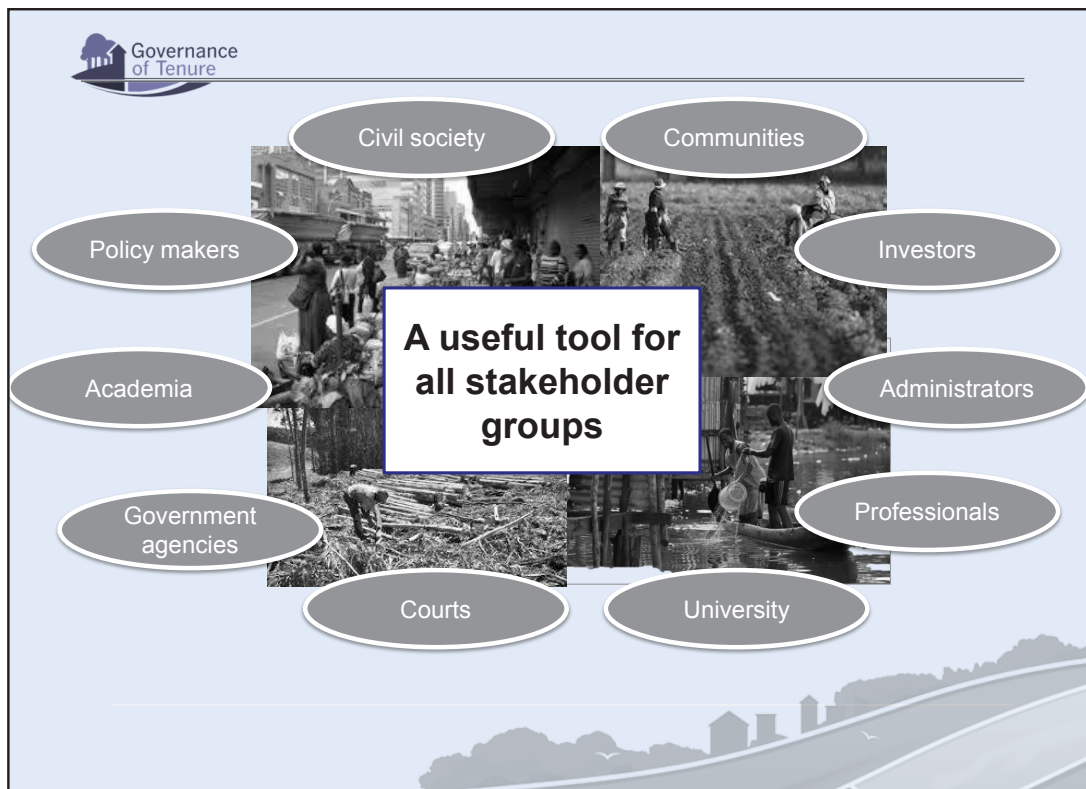 Governance
of Tenure
Civil society
Communities
Policy makers
Investors
A useful tool for
all stakeholder
groups
Academia
Administrators
Government
agencies
Professionals
Courts
University